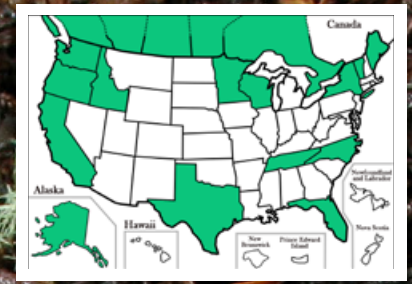 Canada
Alaska
Hawaii
New
Brunswick
Prince Edward
Island
Newfoundland
and Labrador
Nova Scotia